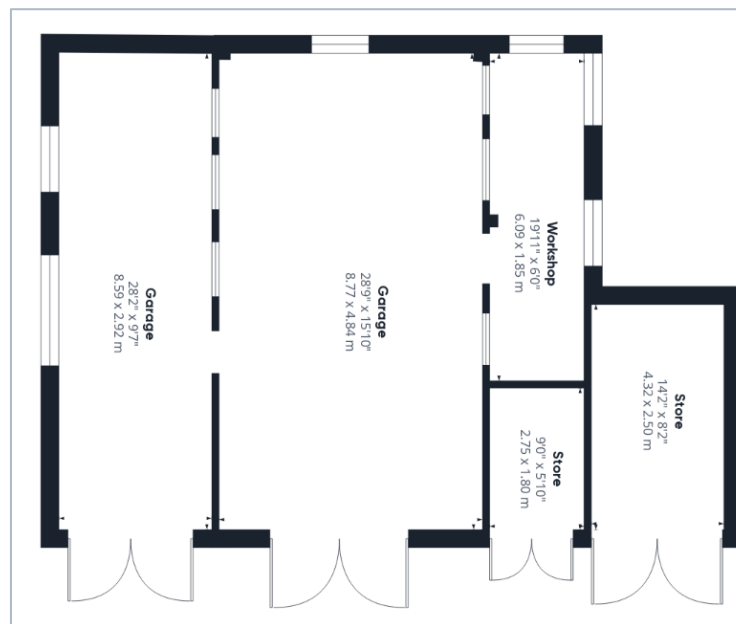 Garage
28'2" x 9'7"
8.59 x 2.92 m
Garage
28'9" x 15'10"
8.77 x 4.84 m
Workshop
19'11" x 6'0"
6.09 x 1.85 m
Store
9'0" x 5'10"
2.75 x 1.80 m
Store
14'2" x 8'2"
4.32 x 2.50 m